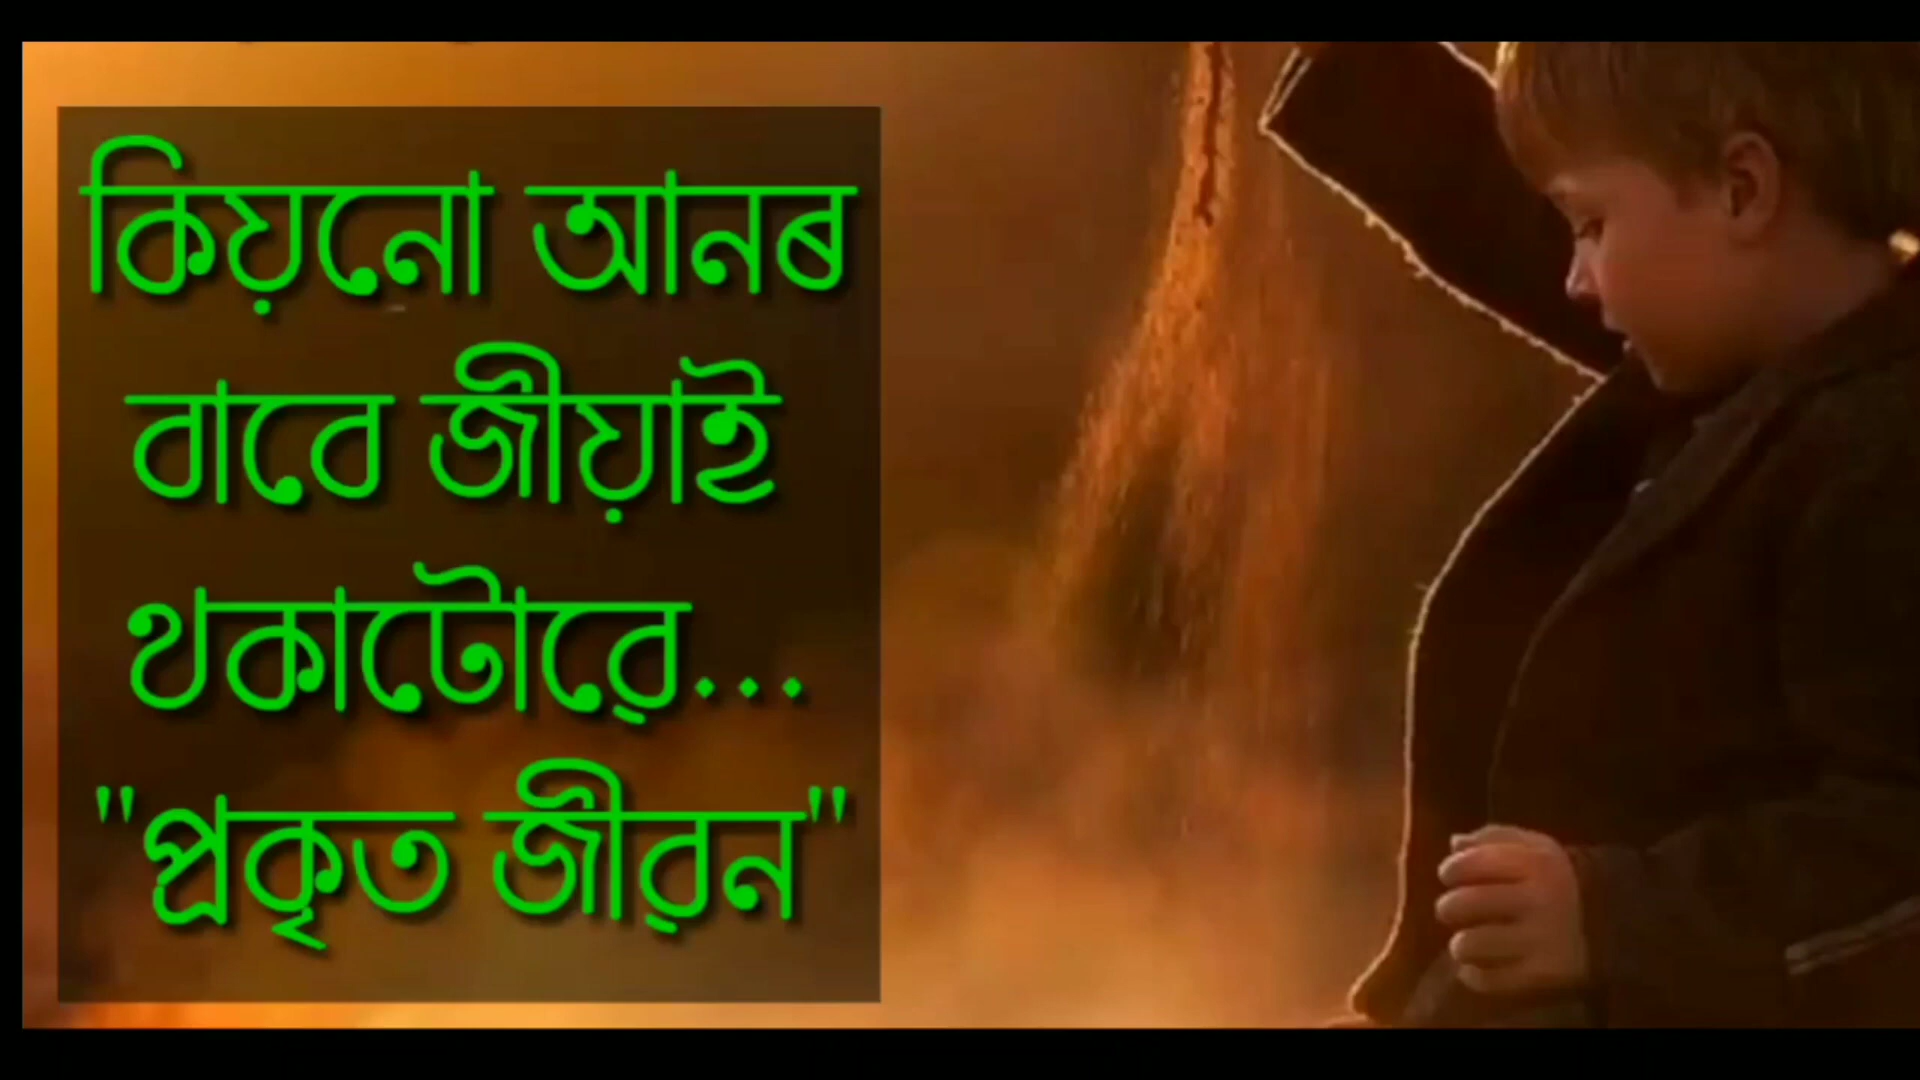 কিয়নো আনৰ
বাবে জীয়াই
থকাটোৱে...
"প্ৰকৃত জীৱন"